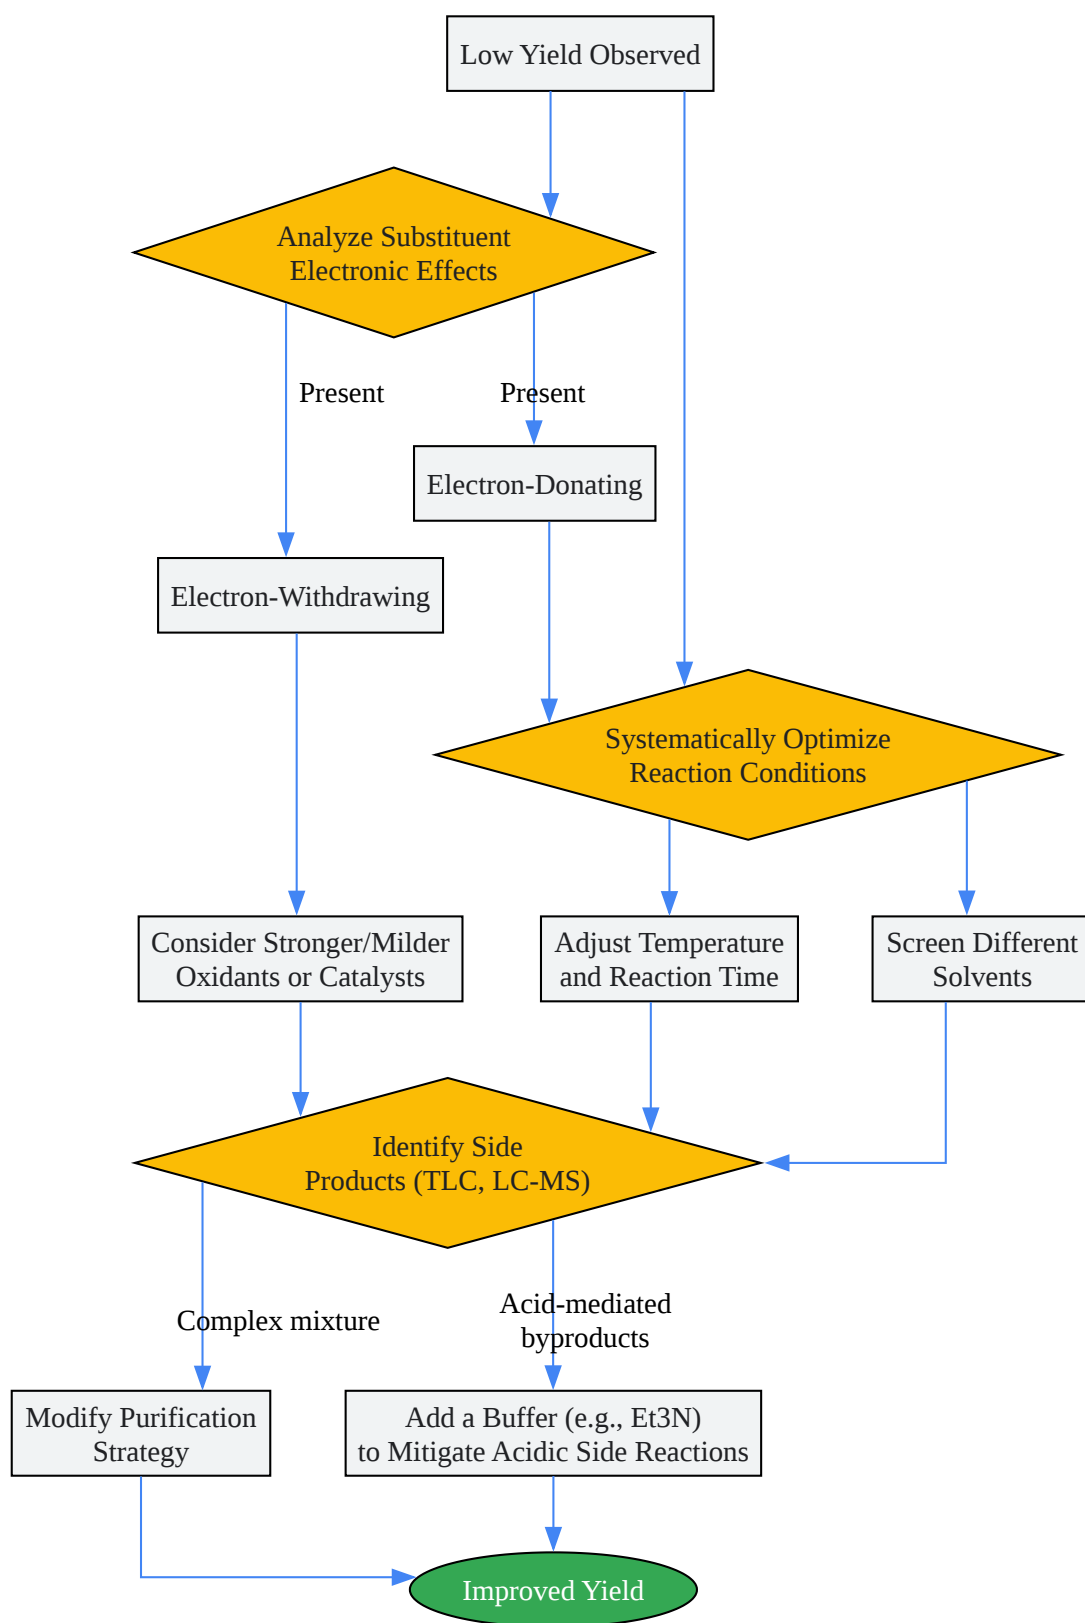 Low Yield Observed
Analyze Substituent
Electronic Effects
Present
Present
Electron-Donating
Electron-Withdrawing
Systematically Optimize
Reaction Conditions
Consider Stronger/Milder
Oxidants or Catalysts
Adjust Temperature
and Reaction Time
Screen Different
Solvents
Identify Side
Products (TLC, LC-MS)
Complex mixture
Acid-mediated
byproducts
Modify Purification
Strategy
Add a Buffer (e.g., Et3N)
to Mitigate Acidic Side Reactions
Improved Yield